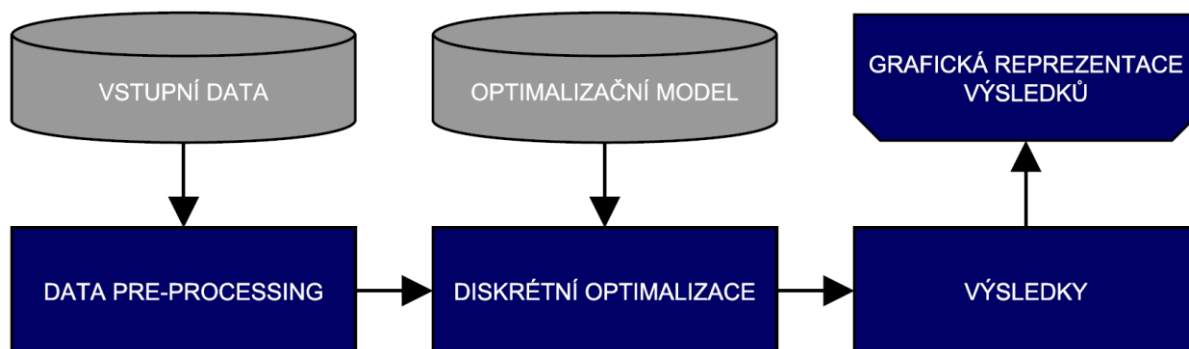 VSTUPNÍ DATA
OPTIMALIZAČNÍ MODEL
GRAFICKÁ REPREZENTACE
VÝSLEDKŮ
DATA PRE-PROCESSING
DISKRÉTNÍ OPTIMALIZACE
VÝSLEDKY